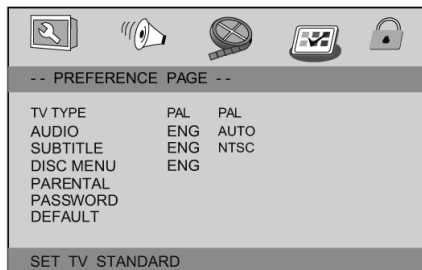 -- PREFERENCE PAGE --
TV TYPE PAL PAL
AUDIO ENG AUTO
SUBTITLE ENG NTSC
DISC MENU ENG
PARENTAL
PASSWORD
DEFAULT
SET TV STANDARD